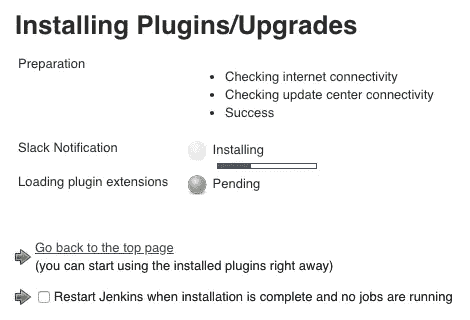 Installing Plugins/Upgrades
Preparation
Checking internet connectivity
Checking update center connectivity
Success
Slack Notification Installing
Loading plugin extensions Pending
Go back to the top page
(you can start using the installed plugins right away)
Restart Jenkins when installation is complete and no jobs are running